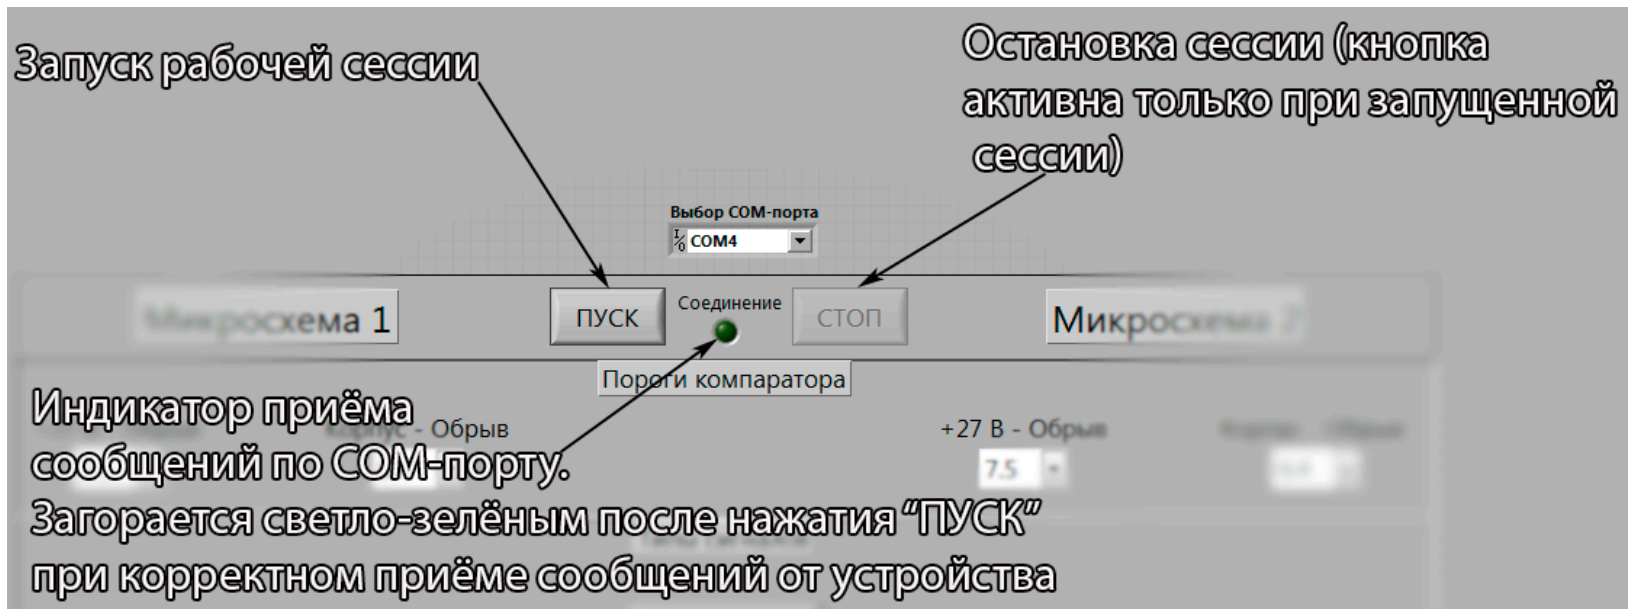 Запуск рабочей сессии
Остановка сессии (кнопка
активна только при запущенной
сессии)
Выбор COM-порта
COM4
Микросхема 1
ПУСК
Соединение
СТОП
Микросхема 2
Пороги компаратора
Корпус - Обрыв
+27 В - Обрыв
7.5
Индикатор приёма
сообщений по COM-порту.
Загорается светло-зелёным после нажатия “ПУСК”
при корректном приёме сообщений от устройства